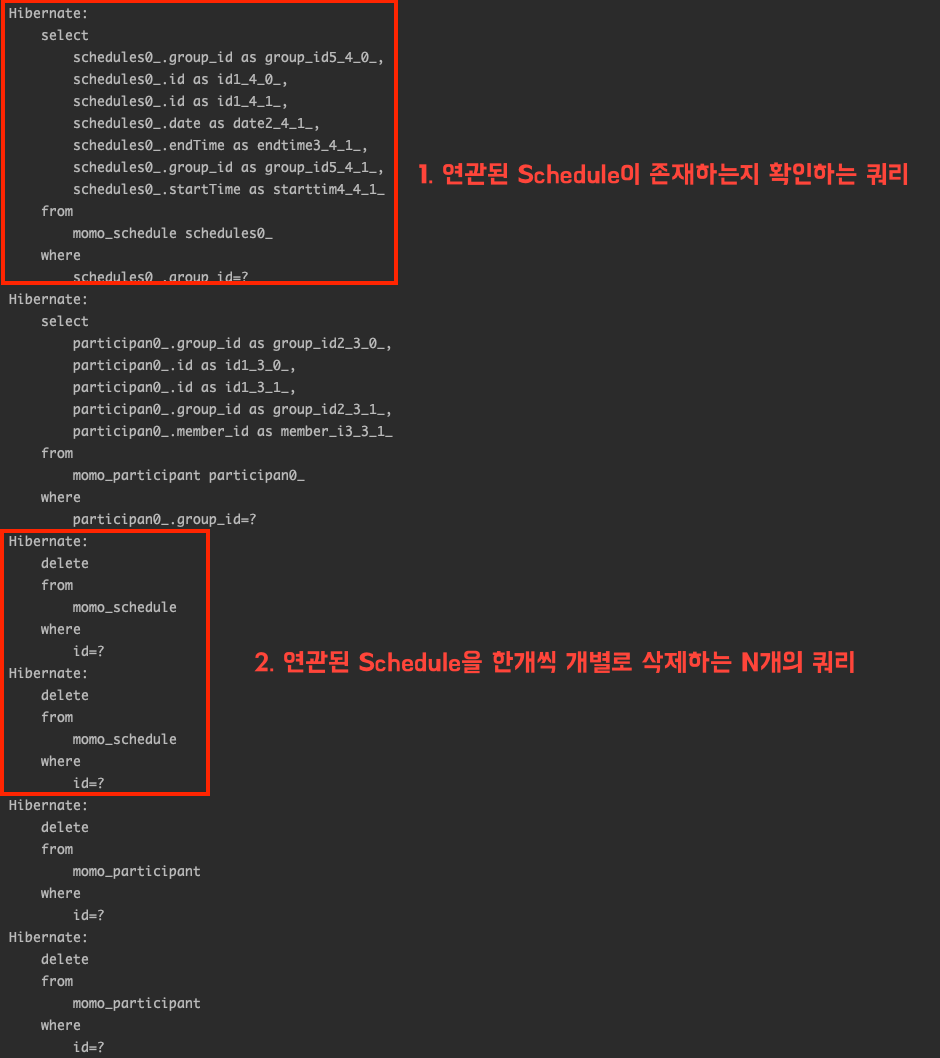 Hibernate:
    select
        schedules0_.group_id as group_id5_4_0_,
        schedules0_.id as id1_4_0_,
        schedules0_.id as id1_4_1_,
        schedules0_.date as date2_4_1_,
        schedules0_.endTime as endtime3_4_1_,
        schedules0_.group_id as group_id5_4_1_,
        schedules0_.startTime as starttim4_4_1_
    from
        momo_schedule schedules0_
    where
        schedules0_.group_id=?
1. 연관된 Schedule이 존재하는지 확인하는 쿼리
Hibernate:
    select
        participan0_.group_id as group_id2_3_0_,
        participan0_.id as id1_3_0_,
        participan0_.id as id1_3_1_,
        participan0_.group_id as group_id2_3_1_,
        participan0_.member_id as member_i3_3_1_
    from
        momo_participant participan0_
    where
        participan0_.group_id=?
Hibernate:
    delete
    from
        momo_schedule
    where
        id=?
Hibernate:
    delete
    from
        momo_schedule
    where
        id=?
2. 연관된 Schedule을 한개씩 개별로 삭제하는 N개의 쿼리
Hibernate:
    delete
    from
        momo_participant
    where
        id=?
Hibernate:
    delete
    from
        momo_participant
    where
        id=?